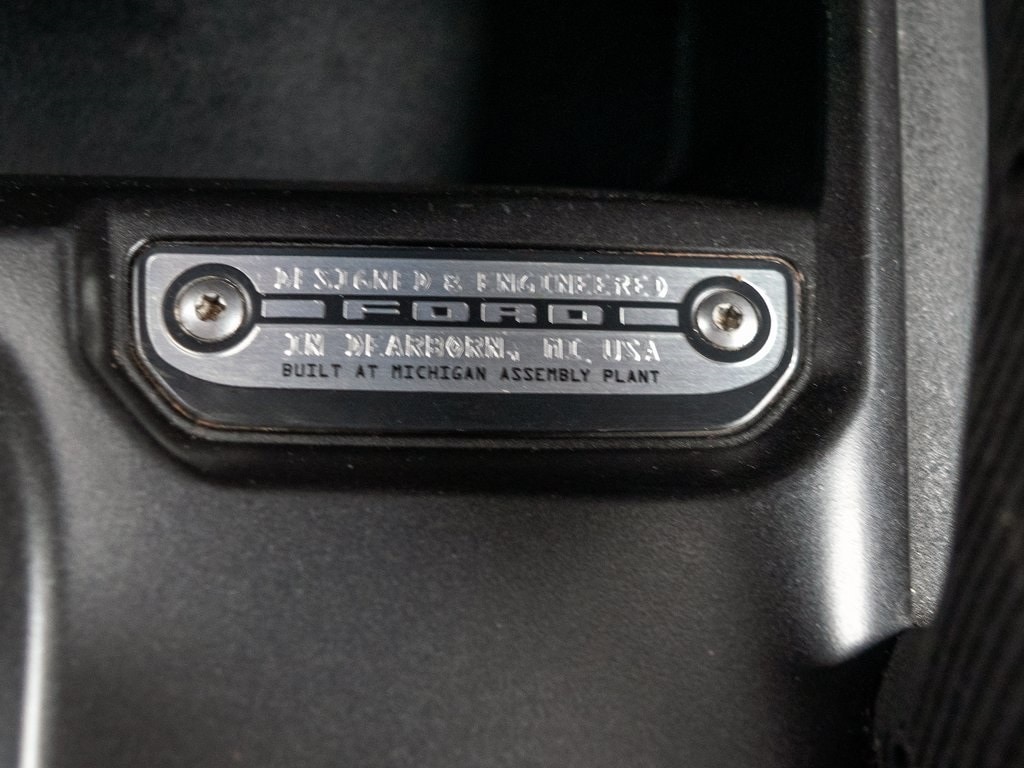 DESIGNED & ENGINEERED
FORD
IN DEARBORN, MI, USA
BUILT AT MICHIGAN ASSEMBLY PLANT